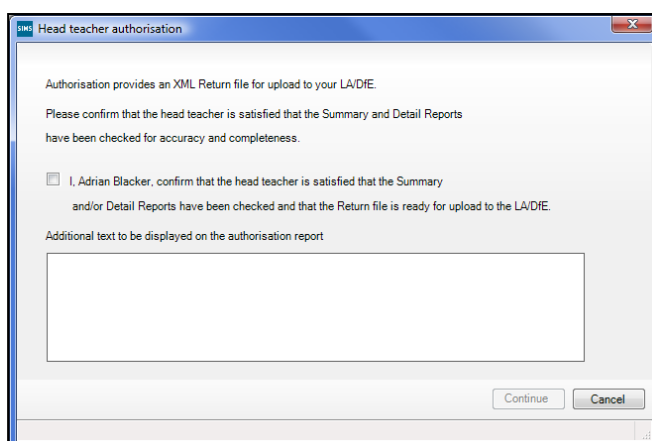 SIMS Head teacher authorisation
Authorisation provides an XML Return file for upload to your LA/DfE.
Please confirm that the head teacher is satisfied that the Summary and Detail Reports
have been checked for accuracy and completeness.
I, Adrian Blacker, confirm that the head teacher is satisfied that the Summary
and/or Detail Reports have been checked and that the Return file is ready for upload to the LA/DfE.
Additional text to be displayed on the authorisation report
Continue Cancel